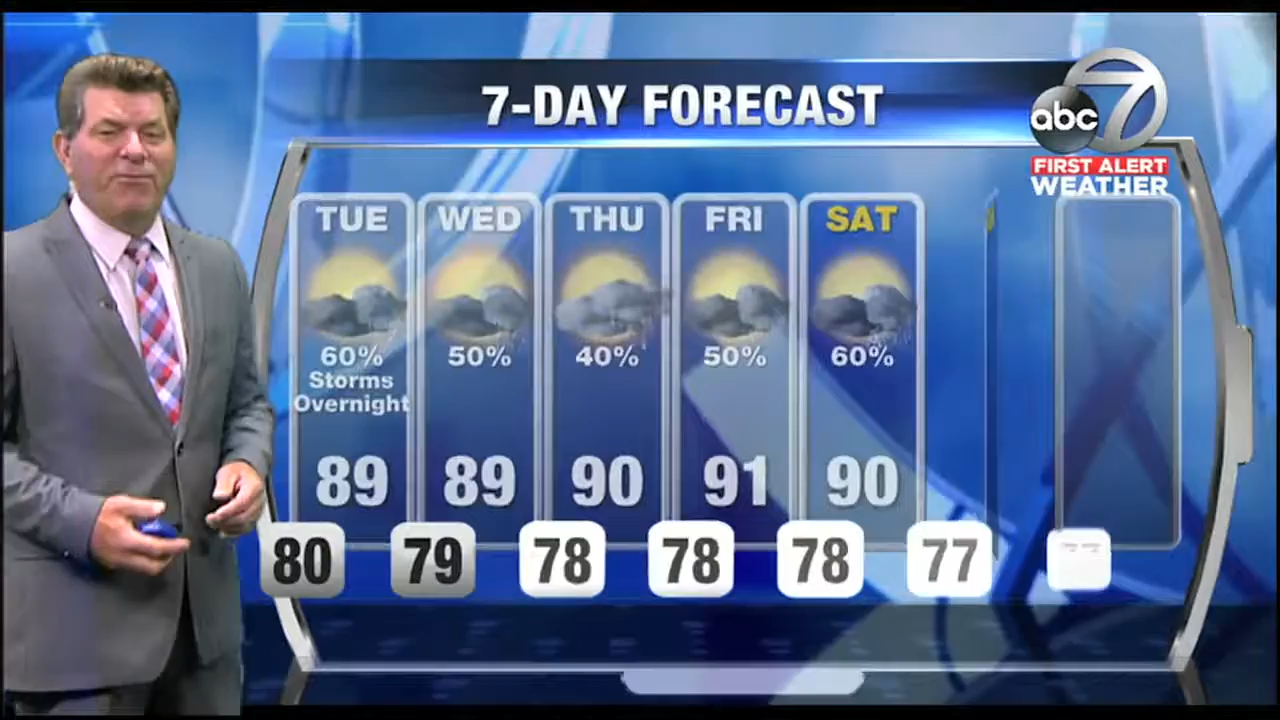 7-DAY FORECAST
abc 7
FIRST ALERT
WEATHER
TUE WED THU FRI SAT
60% 50% 40% 50% 60%
Storms
Overnight
89 89 90 91 90
80 79 78 78 78 77